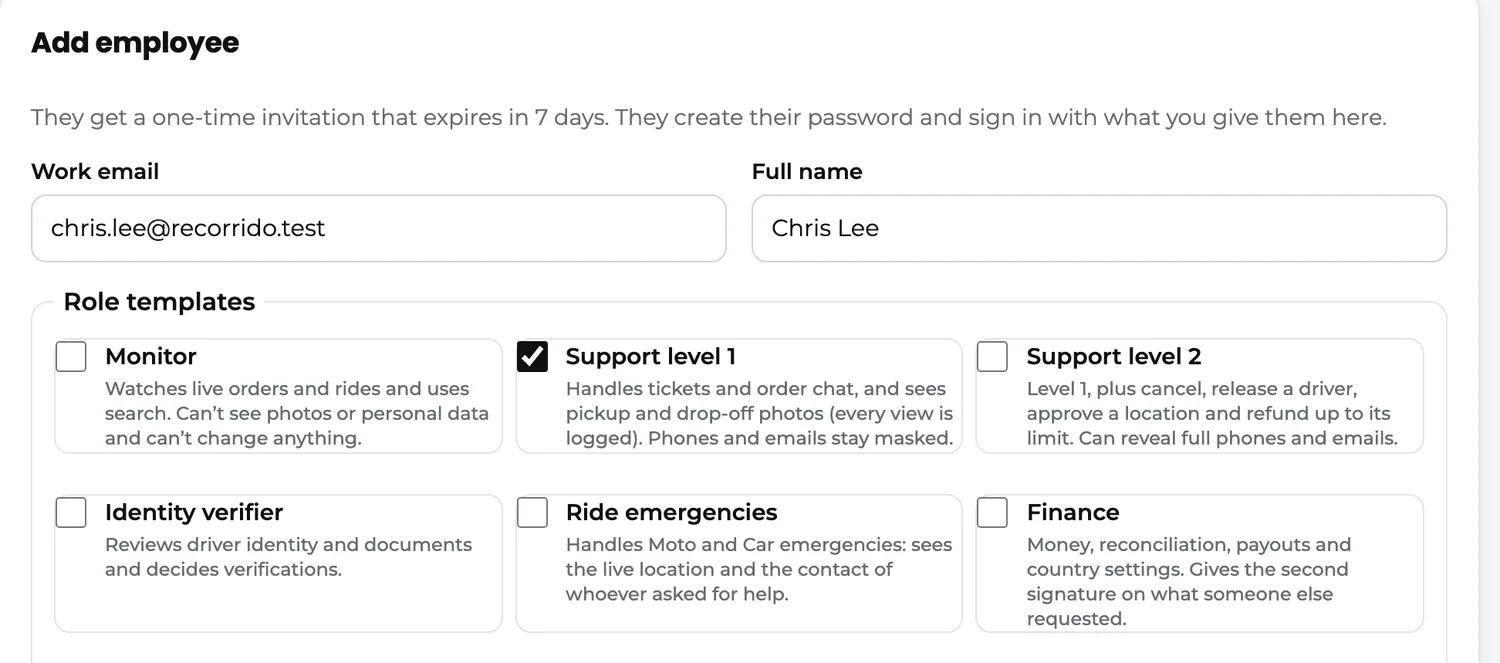 Add employee
They get a one-time invitation that expires in 7 days. They create their password and sign in with what you give them here.
Work email
Full name
chris.lee@recorrido.test
Chris Lee
Role templates
Monitor
Watches live orders and rides and uses
search. Can’t see photos or personal data
and can’t change anything.
Support level 1
Handles tickets and order chat, and sees
pickup and drop-off photos (every view is
logged). Phones and emails stay masked.
Support level 2
Level 1, plus cancel, release a driver,
approve a location and refund up to its
limit. Can reveal full phones and emails.
Identity verifier
Reviews driver identity and documents
and decides verifications.
Ride emergencies
Handles Moto and Car emergencies: sees
the live location and the contact of
whoever asked for help.
Finance
Money, reconciliation, payouts and
country settings. Gives the second
signature on what someone else
requested.